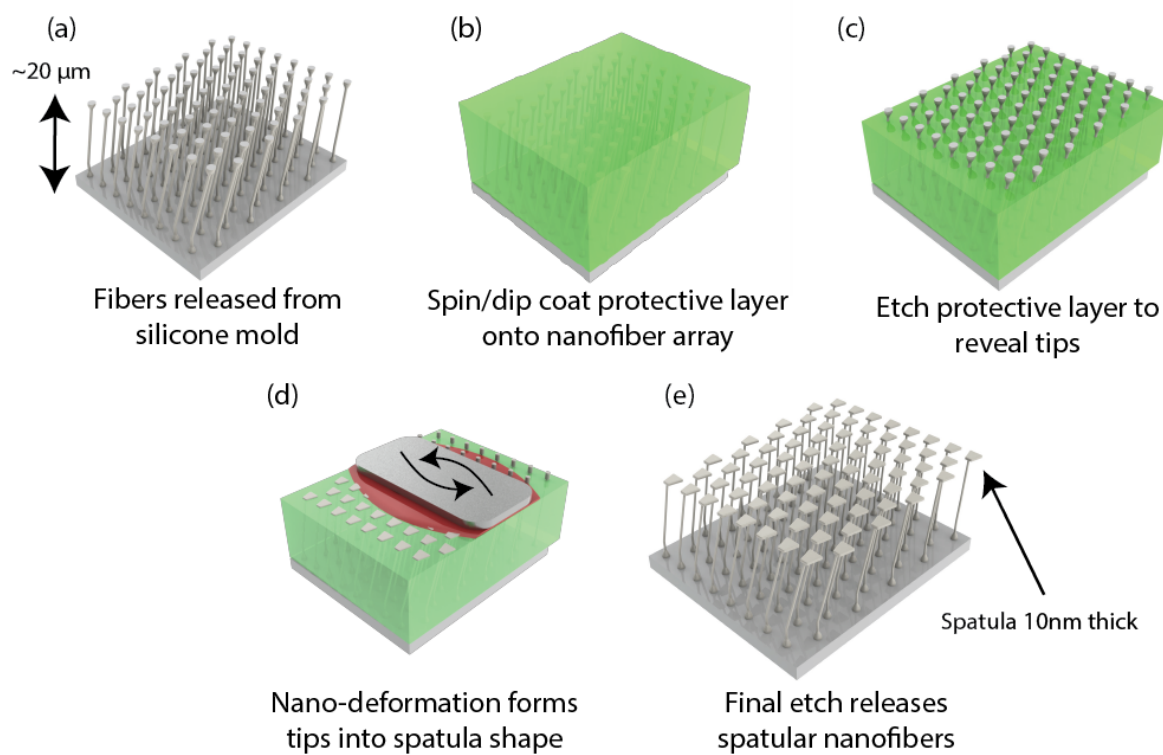 (a)
~20 μm
Fibers released from
silicone mold
(b)
Spin/dip coat protective layer
onto nanofiber array
(c)
Etch protective layer to
reveal tips
(d)
Nano-deformation forms
tips into spatula shape
(e)
Spatula 10nm thick
Final etch releases
spatular nanofibers